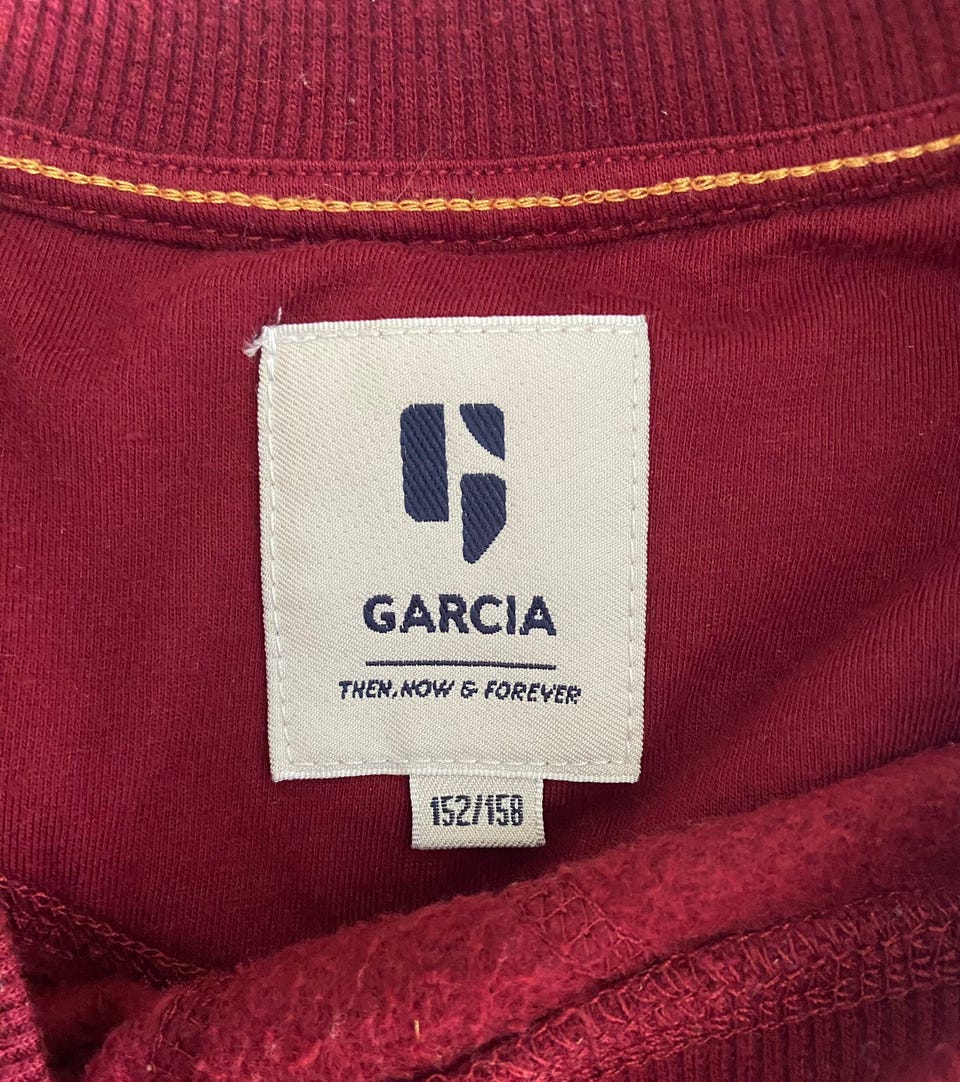 GARCIA
THEN, NOW & FOREVER
152/158